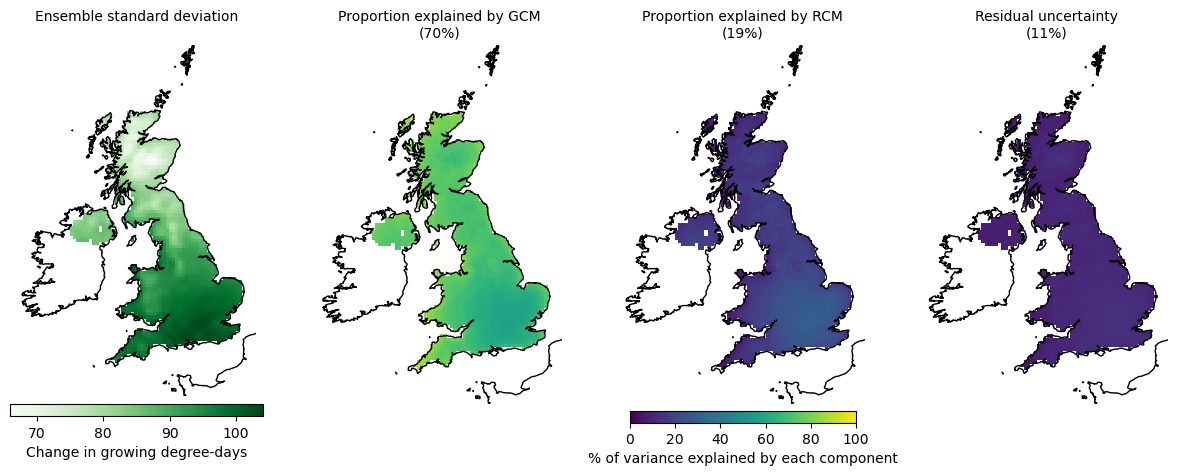 Ensemble standard deviation
Proportion explained by GCM
(70%)
Proportion explained by RCM
(19%)
Residual uncertainty
(11%)
70 80 90 100
Change in growing degree-days
0 20 40 60 80 100
% of variance explained by each component